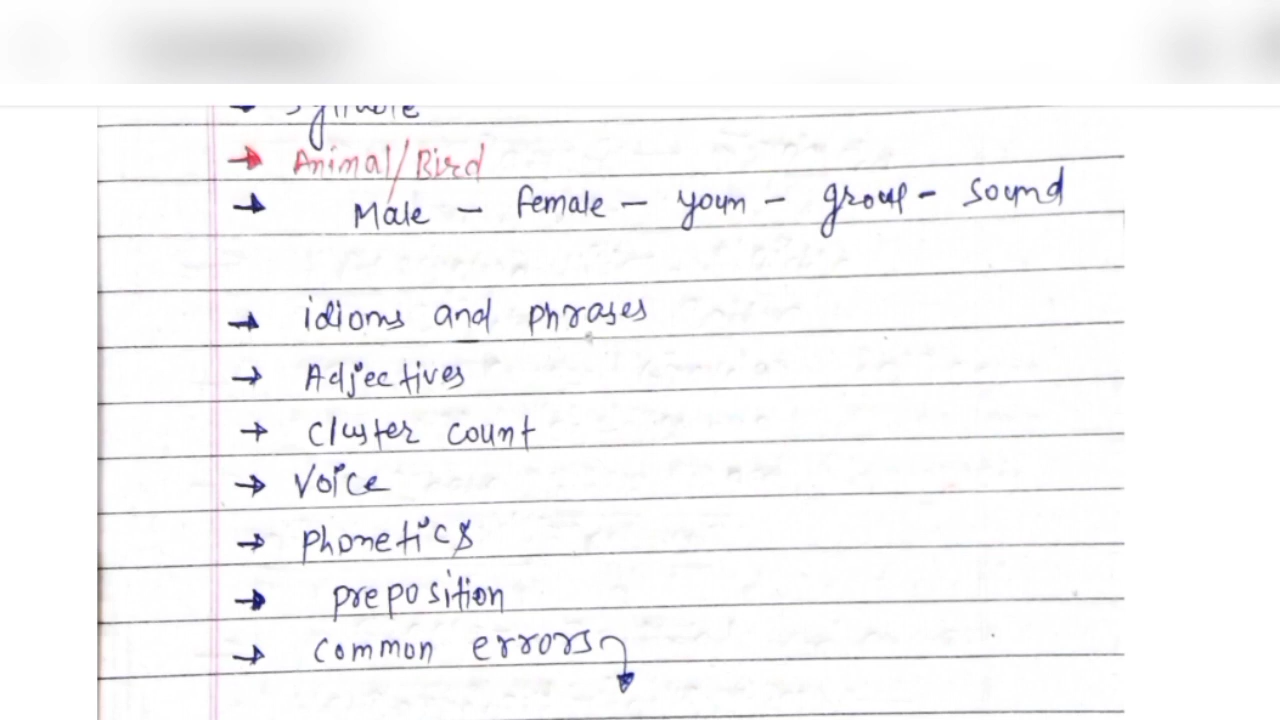 → Animal/Bird
→ Male – female – youn – group – sound
→ idioms and phrases
→ Adjectives
→ cluster count
→ Voice
→ phonetics
→ preposition
→ common errors